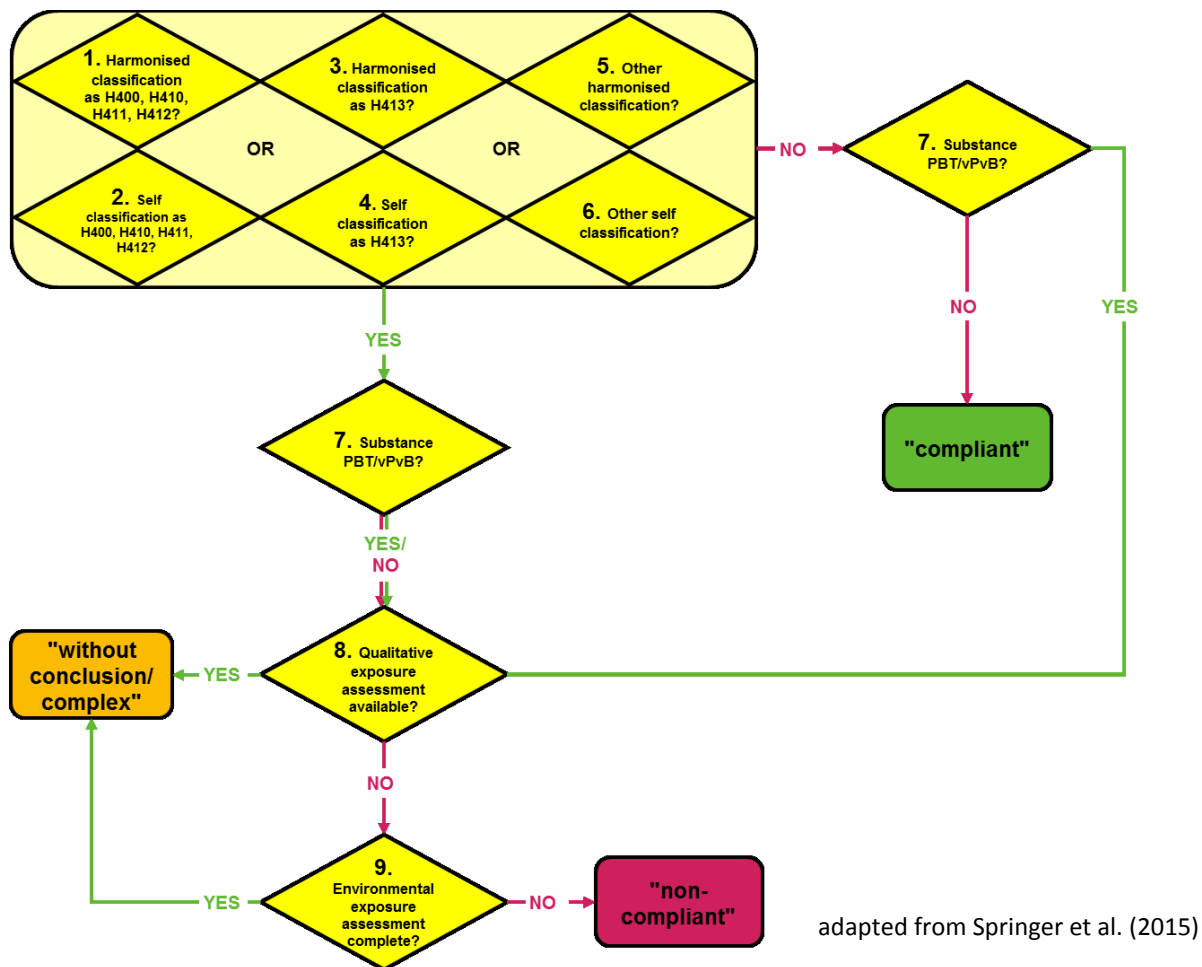 1. Harmonised
classification
as H400, H410,
H411, H412?
3. Harmonised
classification
as H413?
5. Other
harmonised
classification?
OR
OR
2. Self
classification as
H400, H410, H411,
H412?
4. Self
classification
as H413?
6. Other self
classification?
NO
7. Substance
PBT/vPvB?
YES
NO
YES
"compliant"
7. Substance
PBT/vPvB?
YES/
NO
8. Qualitative
exposure
assessment
available?
YES
"without
conclusion/
complex"
NO
9.
Environmental
exposure
assessment
complete?
YES
NO
"non-
compliant"
adapted from Springer et al. (2015)